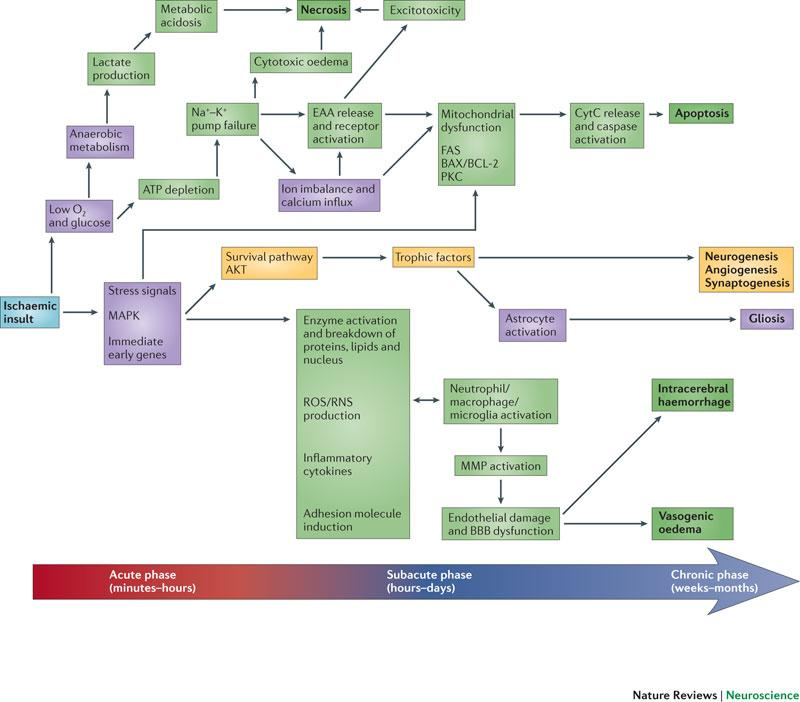 Metabolic
acidosis
Necrosis
Excitotoxicity
Lactate
production
Cytotoxic oedema
Na⁺–K⁺
pump failure
EAA release
and receptor
activation
Mitochondrial
dysfunction
FAS
BAX/BCL-2
PKC
CytC release
and caspase
activation
Apoptosis
Anaerobic
metabolism
ATP depletion
Ion imbalance and
calcium influx
Low O₂
and glucose
Survival pathway
AKT
Trophic factors
Neurogenesis
Angiogenesis
Synaptogenesis
Ischaemic
insult
Stress signals
MAPK
Immediate
early genes
Astrocyte
activation
Gliosis
Enzyme activation
and breakdown of
proteins, lipids and
nucleus
ROS/RNS
production
Inflammatory
cytokines
Adhesion molecule
induction
Neutrophil/
macrophage/
microglia activation
Intracerebral
haemorrhage
MMP activation
Endothelial damage
and BBB dysfunction
Vasogenic
oedema
Acute phase
(minutes–hours)
Subacute phase
(hours–days)
Chronic phase
(weeks–months)
Nature Reviews | Neuroscience